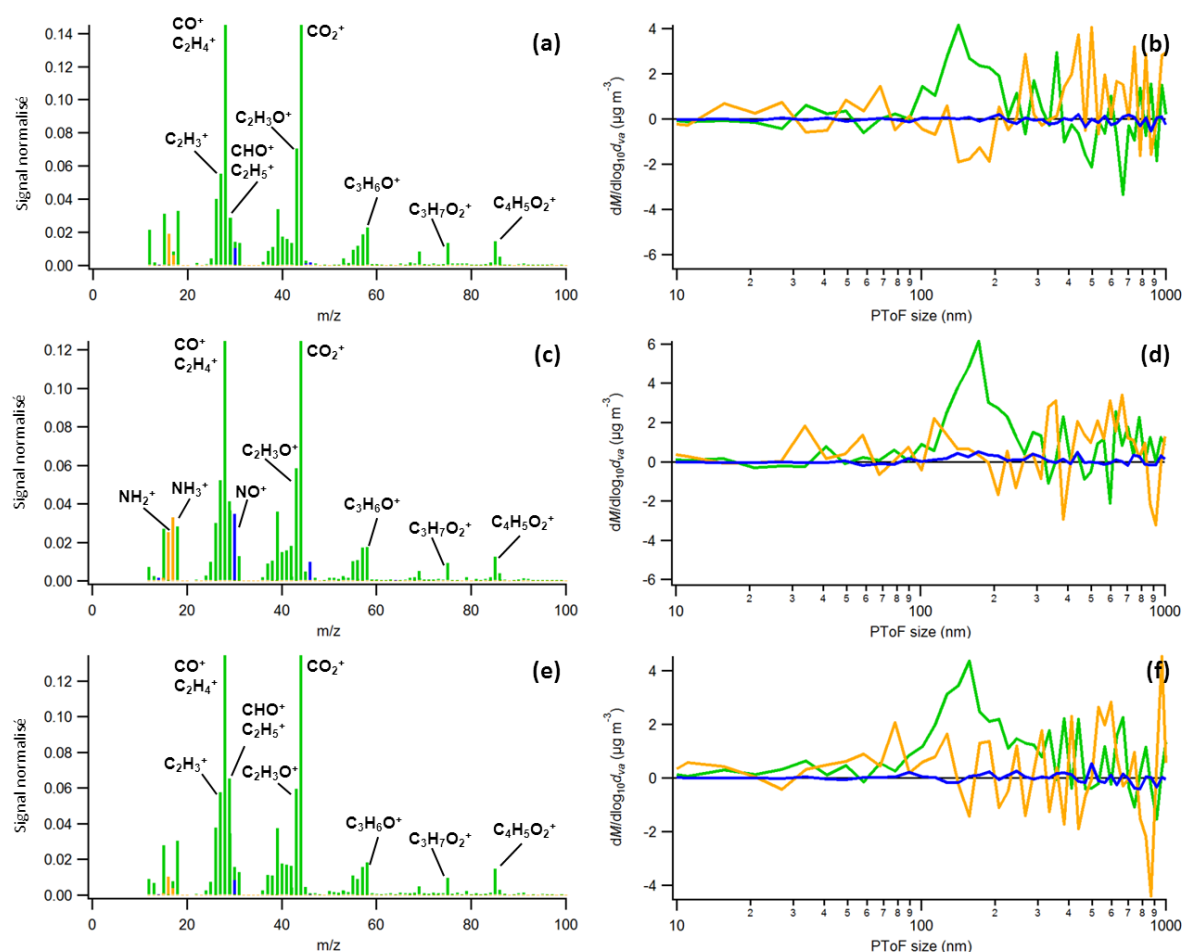 CO⁺
C₂H₄⁺
CO₂⁺
(a)
C₂H₃O⁺
C₂H₃⁺
CHO⁺
C₂H₅⁺
C₃H₆O⁺
C₃H₇O₂⁺
C₄H₅O₂⁺
Signal normalisé
0.14
0.12
0.10
0.08
0.06
0.04
0.02
0.00
0 20 40 60 80 100
m/z
(b)
dM/dlog₁₀dva (µg m⁻³)
4
2
0
-2
-4
-6
10 2 3 4 5 6 7 8 9 100 2 3 4 5 6 7 8 9 1000
PToF size (nm)
CO⁺
C₂H₄⁺
CO₂⁺
(c)
C₂H₃O⁺
NH₂⁺
NH₃⁺
NO⁺
C₃H₆O⁺
C₃H₇O₂⁺
C₄H₅O₂⁺
Signal normalisé
0.12
0.10
0.08
0.06
0.04
0.02
0.00
0 20 40 60 80 100
m/z
(d)
dM/dlog₁₀dva (µg m⁻³)
6
4
2
0
-2
-4
-6
10 2 3 4 5 6 7 8 9 100 2 3 4 5 6 7 8 9 1000
PToF size (nm)
CO⁺
C₂H₄⁺
CO₂⁺
(e)
CHO⁺
C₂H₅⁺
C₂H₃⁺
C₂H₃O⁺
C₃H₆O⁺
C₃H₇O₂⁺
C₄H₅O₂⁺
Signal normalisé
0.12
0.10
0.08
0.06
0.04
0.02
0.00
0 20 40 60 80 100
m/z
(f)
dM/dlog₁₀dva (µg m⁻³)
4
2
0
-2
-4
10 2 3 4 5 6 7 8 9 100 2 3 4 5 6 7 8 9 1000
PToF size (nm)